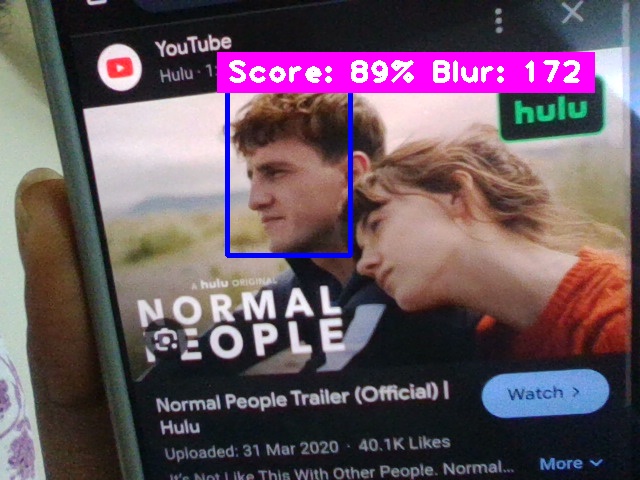 YouTube
Hulu · 1:
Score: 89% Blur: 172
hulu
A hulu ORIGINAL
NORMAL
PEOPLE
Normal People Trailer (Official) |
Hulu
Watch >
Uploaded: 31 Mar 2020 · 40.1K Likes
It's Not Like This With Other People. Normal...
More